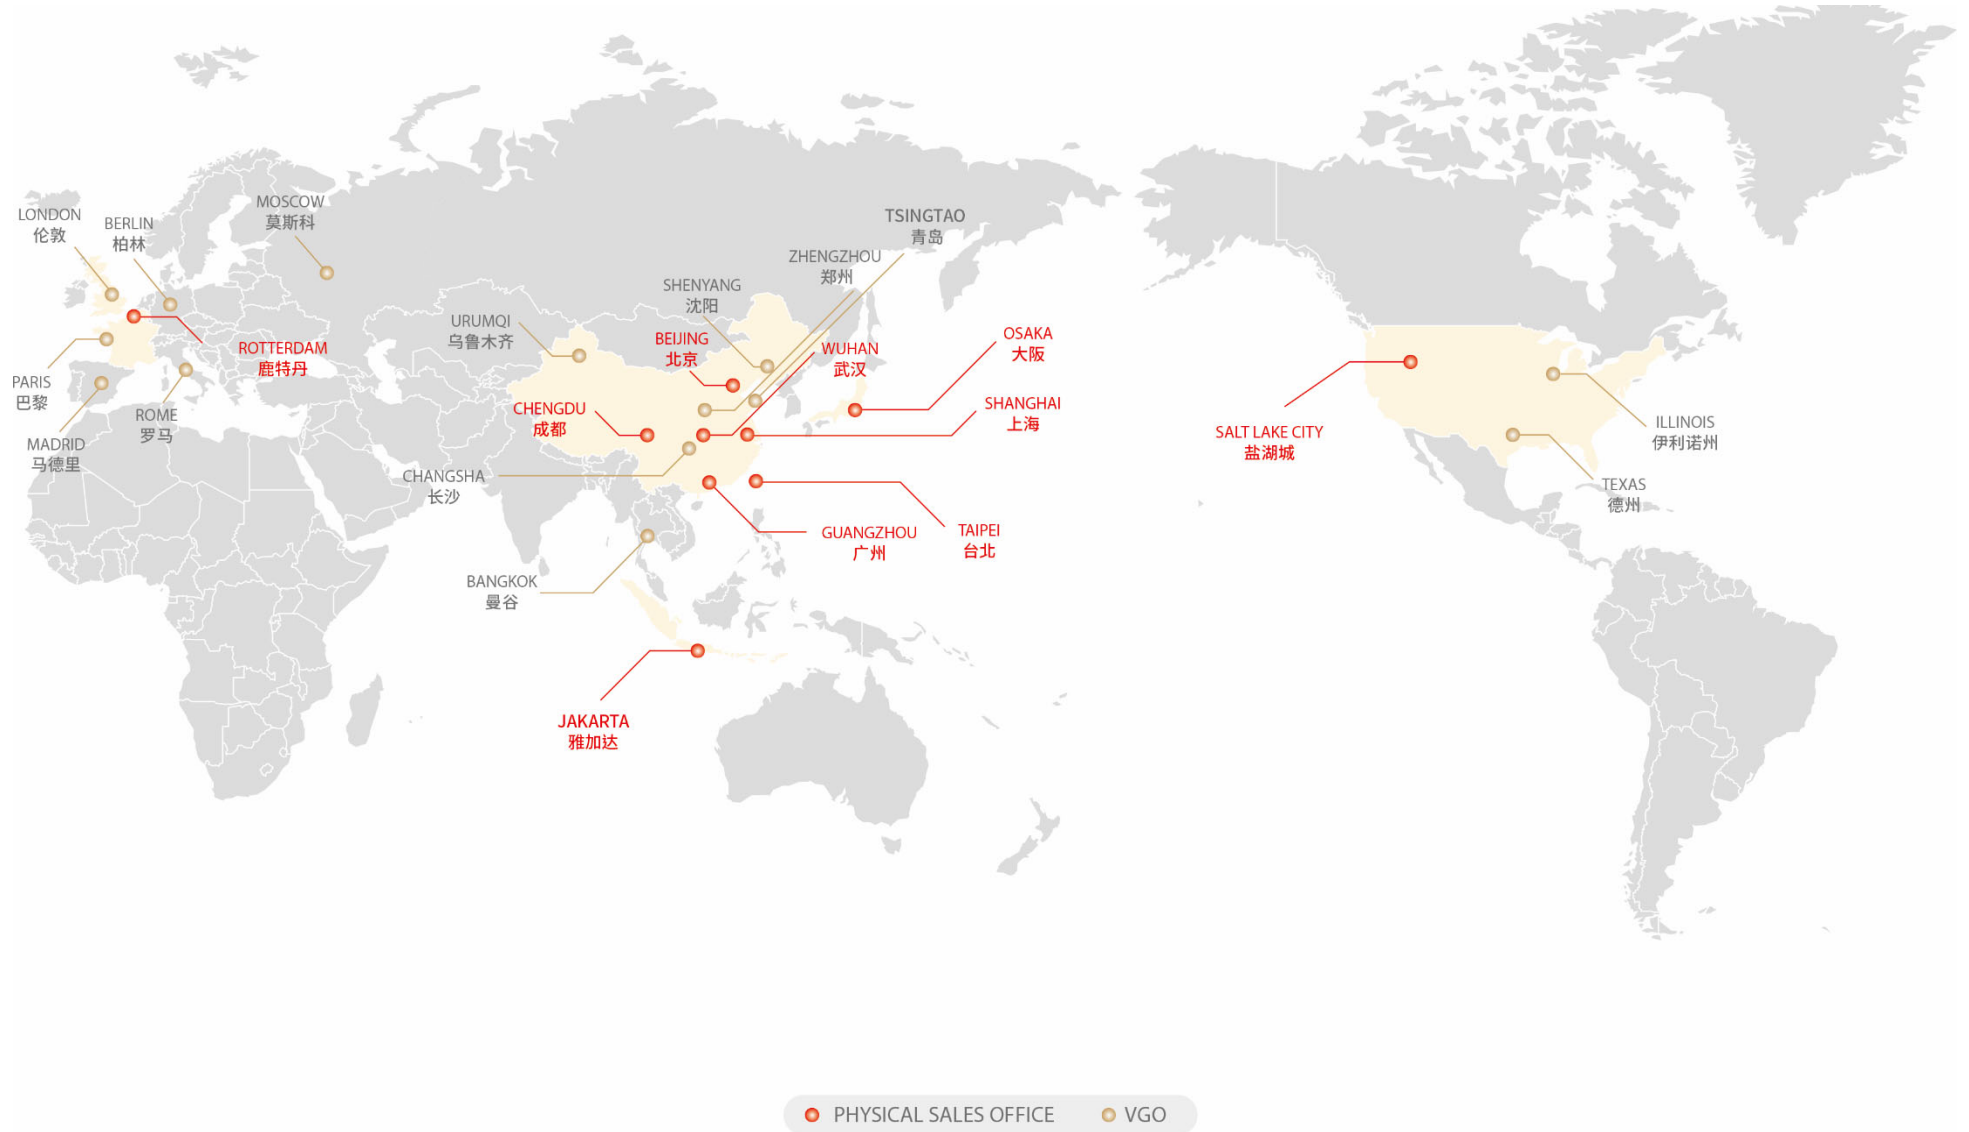 LONDON
伦敦
BERLIN
柏林
MOSCOW
莫斯科
TSINGTAO
青岛
ZHENGZHOU
郑州
SHENYANG
沈阳
URUMQI
乌鲁木齐
BEIJING
北京
WUHAN
武汉
OSAKA
大阪
ROTTERDAM
鹿特丹
PARIS
巴黎
ROME
罗马
MADRID
马德里
CHENGDU
成都
SHANGHAI
上海
CHANGSHA
长沙
GUANGZHOU
广州
TAIPEI
台北
BANGKOK
曼谷
JAKARTA
雅加达
SALT LAKE CITY
盐湖城
ILLINOIS
伊利诺州
TEXAS
德州
PHYSICAL SALES OFFICE
VGO